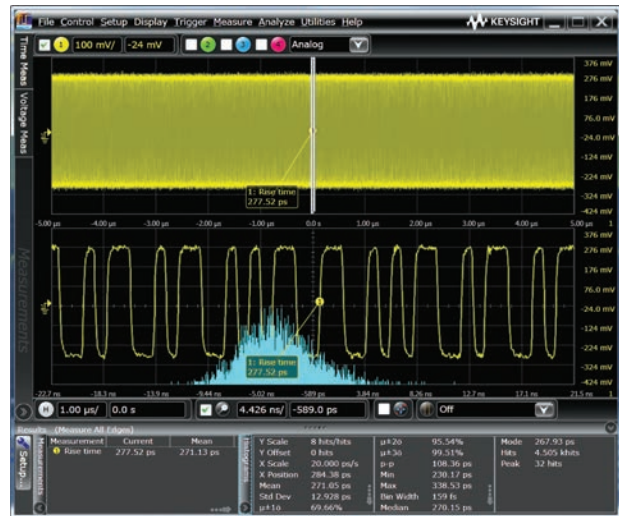 File Control Setup Display Trigger Measure Analyze Utilities Help KEYSIGHT
Time Meas
Voltage Meas
Measurements
1 100 mV/ -24 mV 2 3 4 Analog
376 mV
276 mV
176 mV
76.0 mV
-24.0 mV
-124 mV
-224 mV
-324 mV
-424 mV
1: Rise time
277.52 ps
-5.00 µs -4.00 µs -3.00 µs -2.00 µs -1.00 µs 0.0 s 1.00 µs 2.00 µs 3.00 µs 4.00 µs 5.00 µs 1
376 mV
276 mV
176 mV
76.0 mV
-24.0 mV
-124 mV
-224 mV
-324 mV
-424 mV
1
1: Rise time
277.52 ps
-22.7 ns -18.3 ns -13.9 ns -9.44 ns -5.02 ns -589 ps 3.84 ns 8.26 ns 12.7 ns 17.1 ns 21.5 ns 1
H 1.00 µs/ 0.0 s 4.426 ns/ -589.0 ps Off
Results (Measure All Edges)
Setup...
Measurements
Measurement Current Mean
1 Rise time 277.52 ps 271.13 ps
Histograms
Y Scale 8 hits/hits µ±2σ 95.54% Mode 267.93 ps
Y Offset 0 hits µ±3σ 99.51% Hits 4.505 khits
X Scale 20.000 ps/s p-p 108.36 ps Peak 32 hits
X Position 284.38 ps Min 230.17 ps
Mean 271.05 ps Max 338.53 ps
Std Dev 12.928 ps Bin Width 159 fs
µ±1σ 69.66% Median 270.15 ps